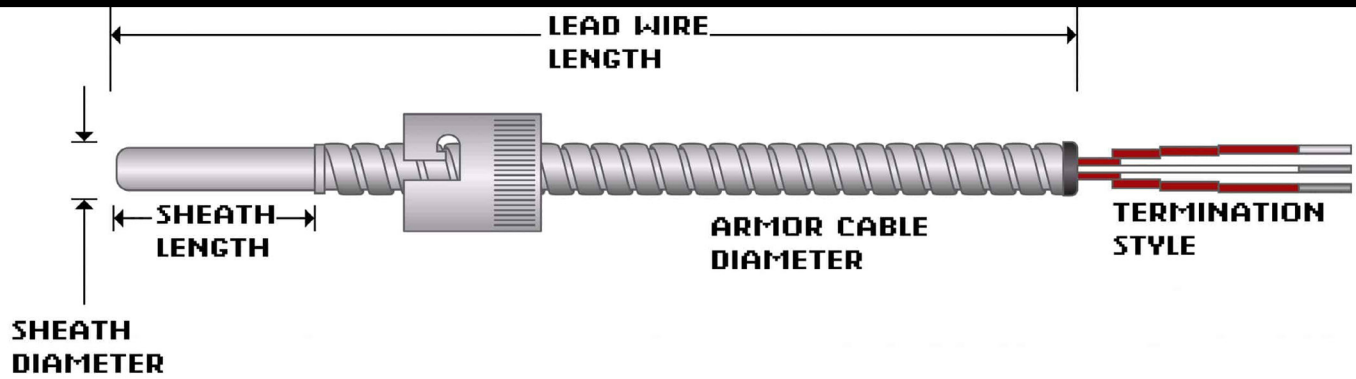 LEAD WIRE
LENGTH
SHEATH
LENGTH
ARMOR CABLE
DIAMETER
TERMINATION
STYLE
SHEATH
DIAMETER